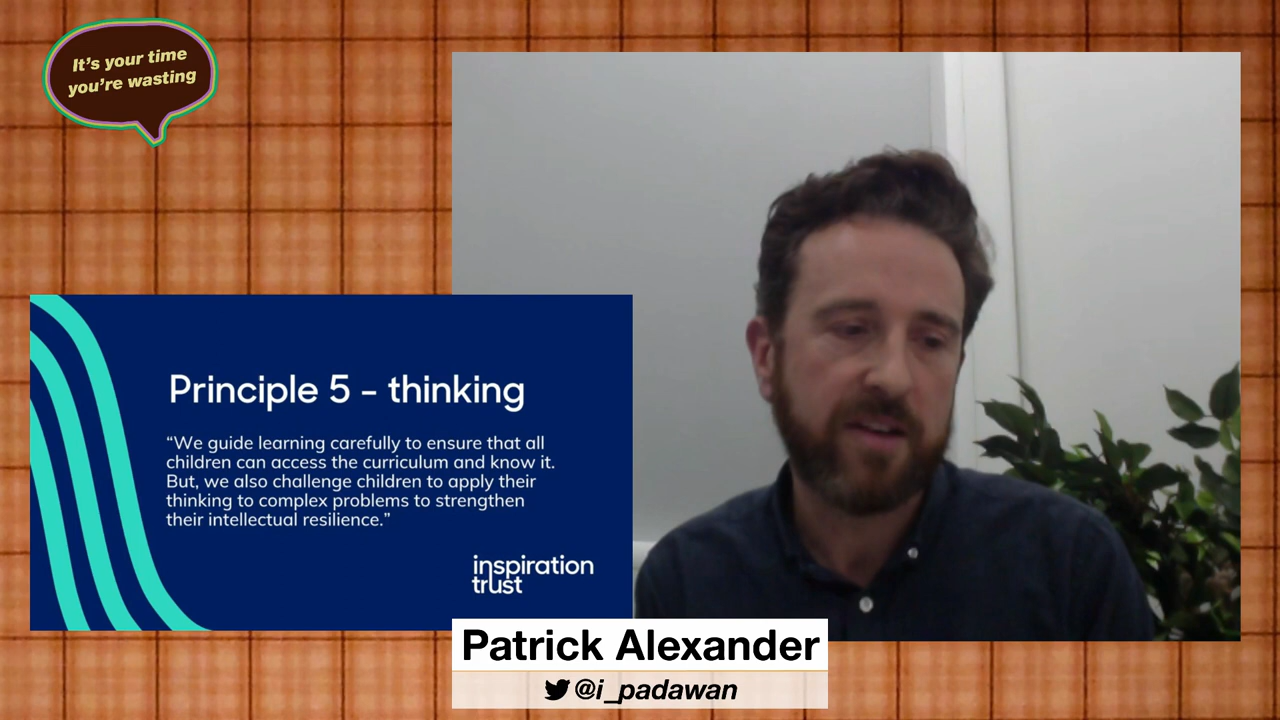 It's your time
you're wasting
Principle 5 - thinking
“We guide learning carefully to ensure that all
children can access the curriculum and know it.
But, we also challenge children to apply their
thinking to complex problems to strengthen
their intellectual resilience.”
inspiration
trust
Patrick Alexander
@i_padawan